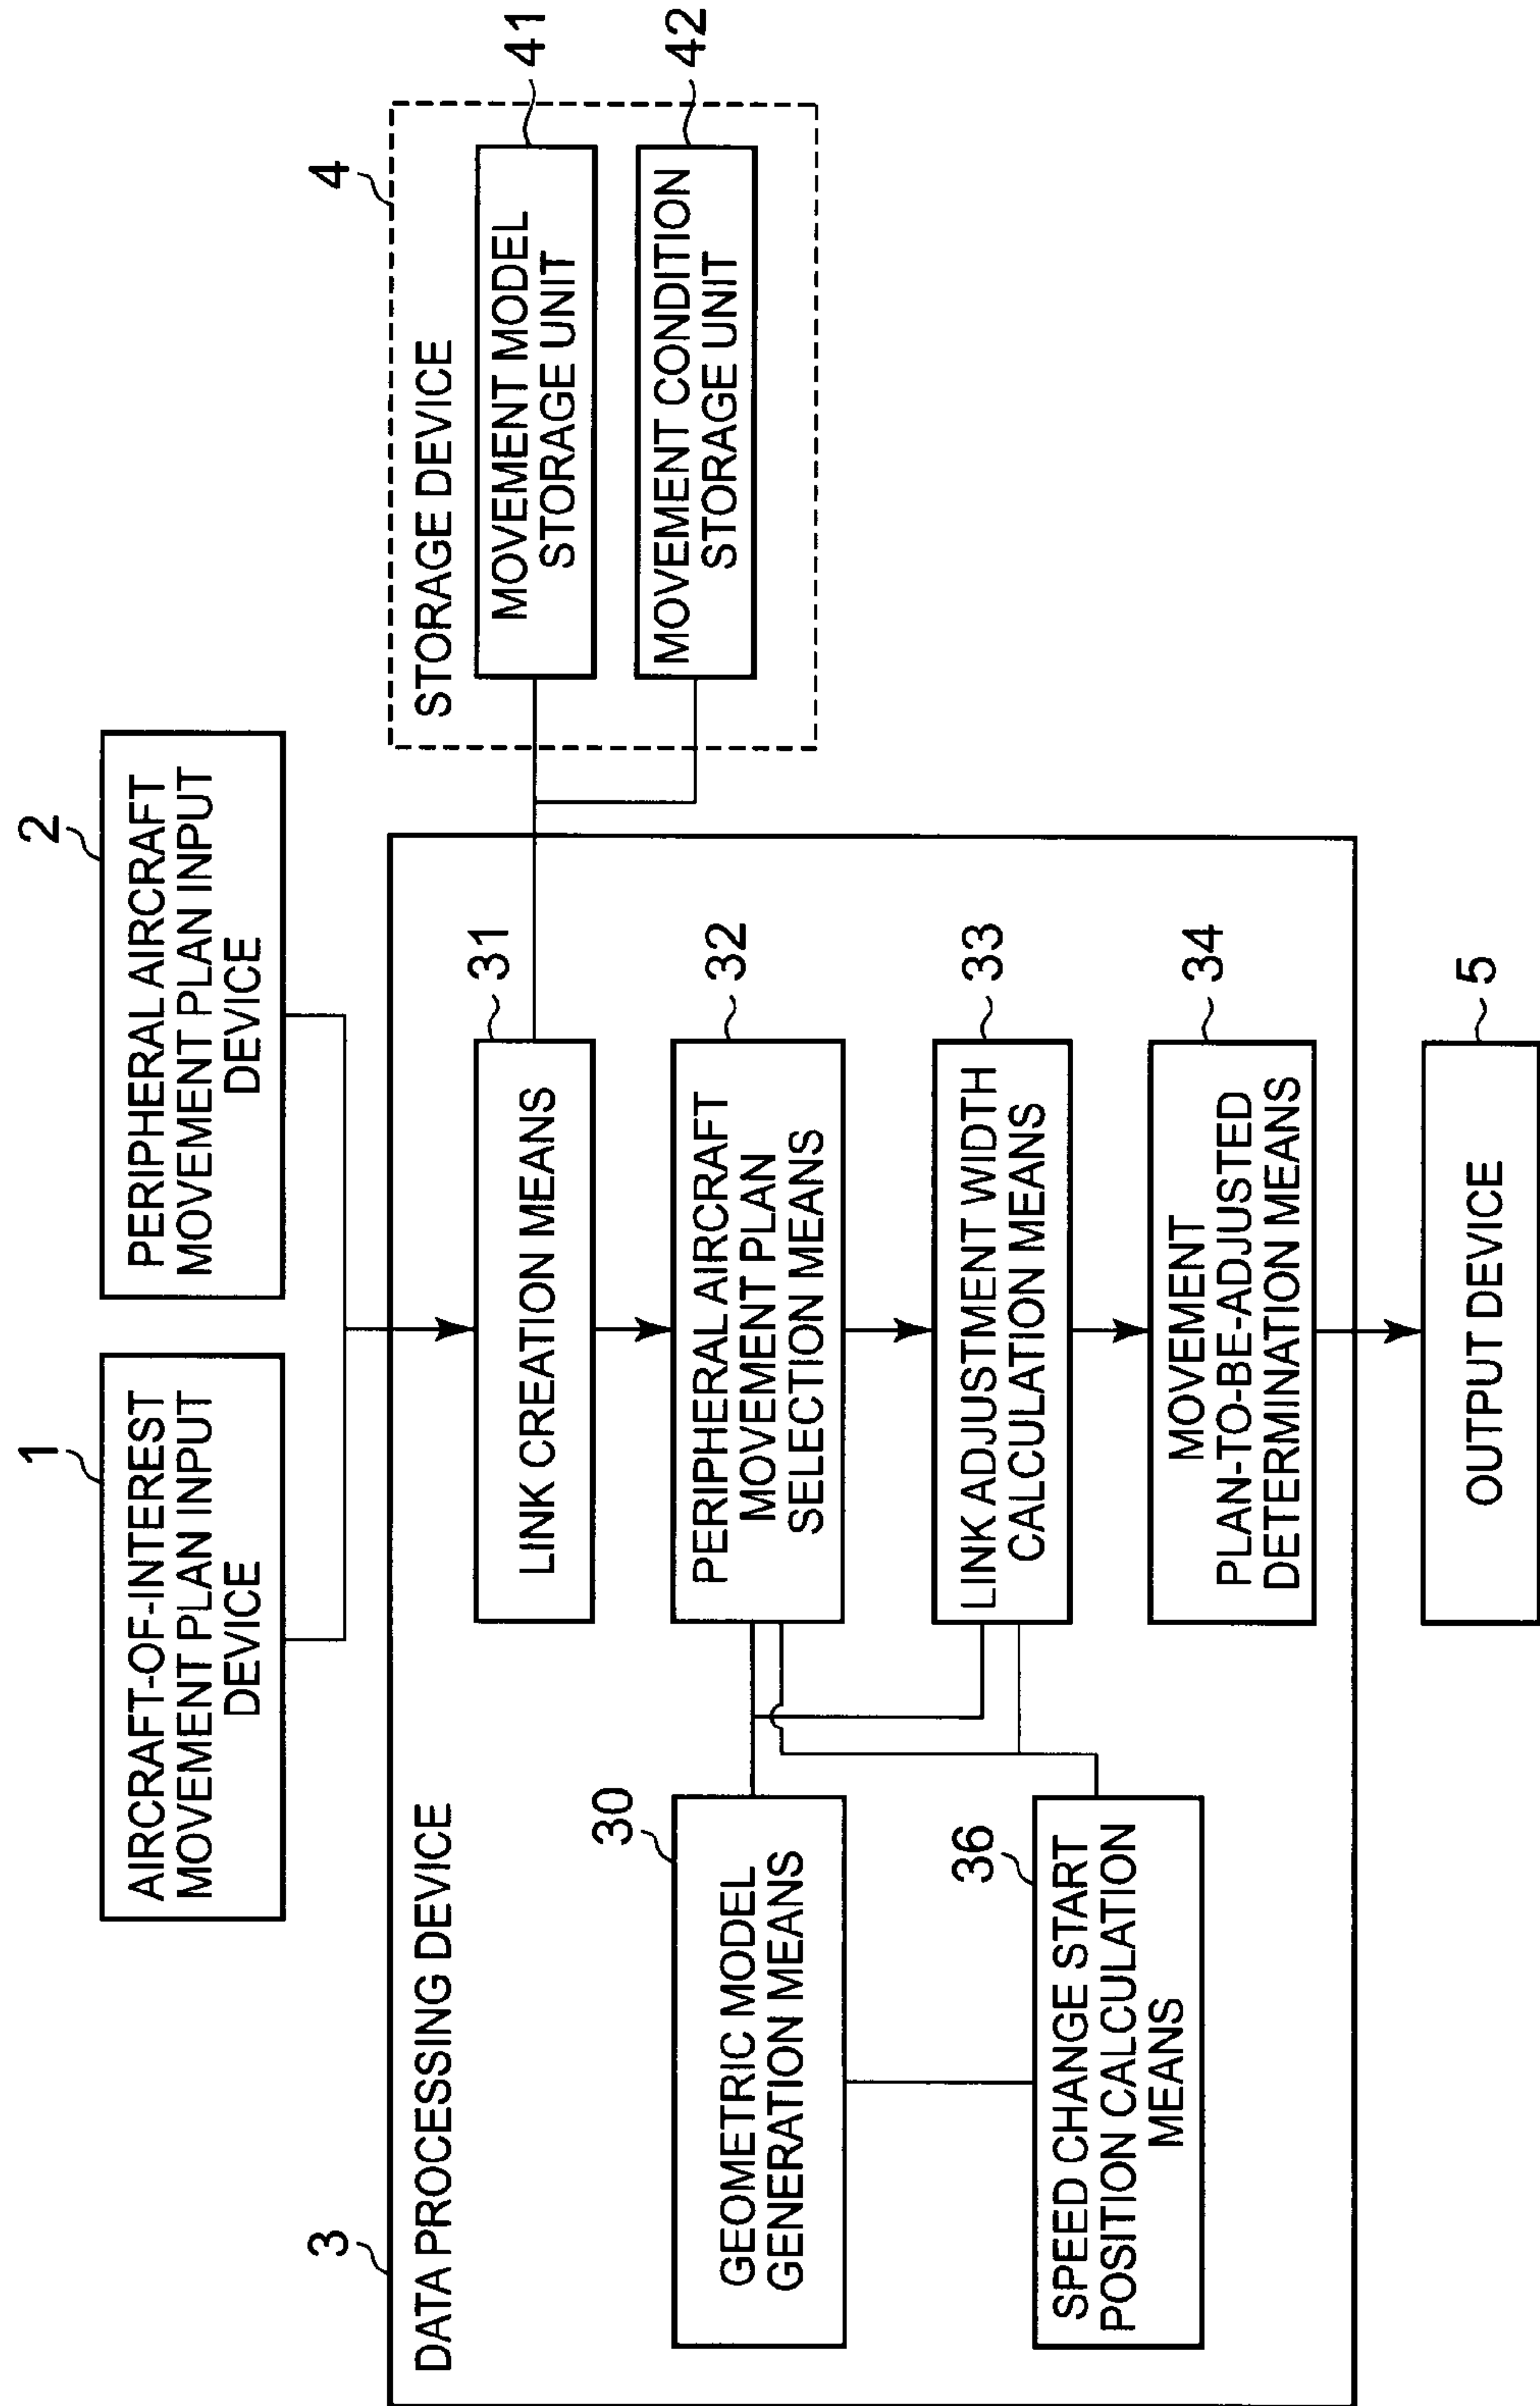 1
AIRCRAFT-OF-INTEREST
MOVEMENT PLAN INPUT
DEVICE
2
PERIPHERAL AIRCRAFT
MOVEMENT PLAN INPUT
DEVICE
3
DATA PROCESSING DEVICE
31
LINK CREATION MEANS
30
GEOMETRIC MODEL
GENERATION MEANS
32
PERIPHERAL AIRCRAFT
MOVEMENT PLAN
SELECTION MEANS
36
SPEED CHANGE START
POSITION CALCULATION
MEANS
33
LINK ADJUSTMENT WIDTH
CALCULATION MEANS
34
MOVEMENT
PLAN-TO-BE-ADJUSTED
DETERMINATION MEANS
4
STORAGE DEVICE
41
MOVEMENT MODEL
STORAGE UNIT
42
MOVEMENT CONDITION
STORAGE UNIT
5
OUTPUT DEVICE